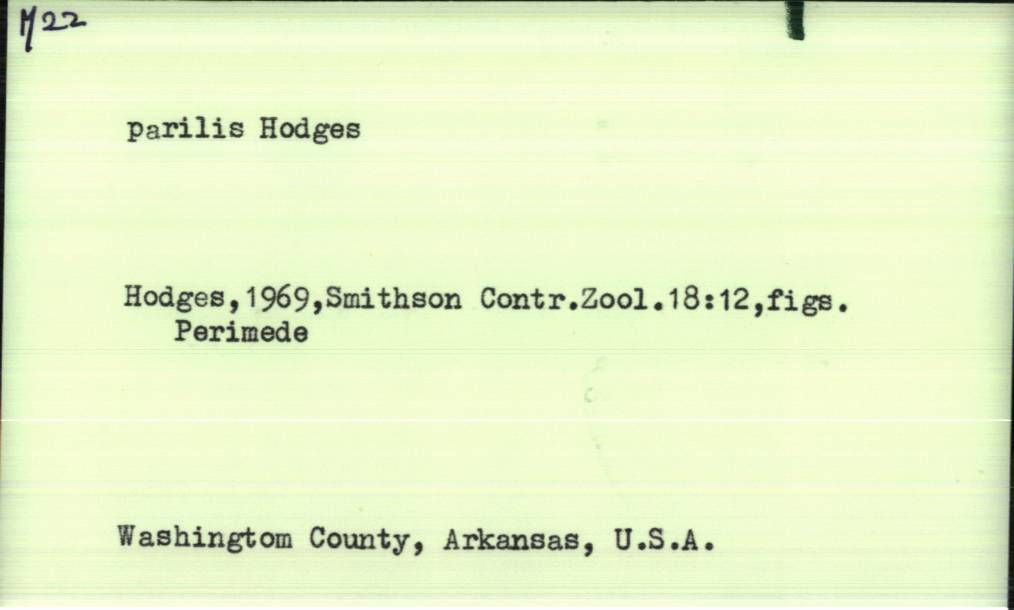 M22
parilis Hodges
Hodges,1969,Smithson Contr.Zool.18:12,figs.
Perimede
Washingtom County, Arkansas, U.S.A.